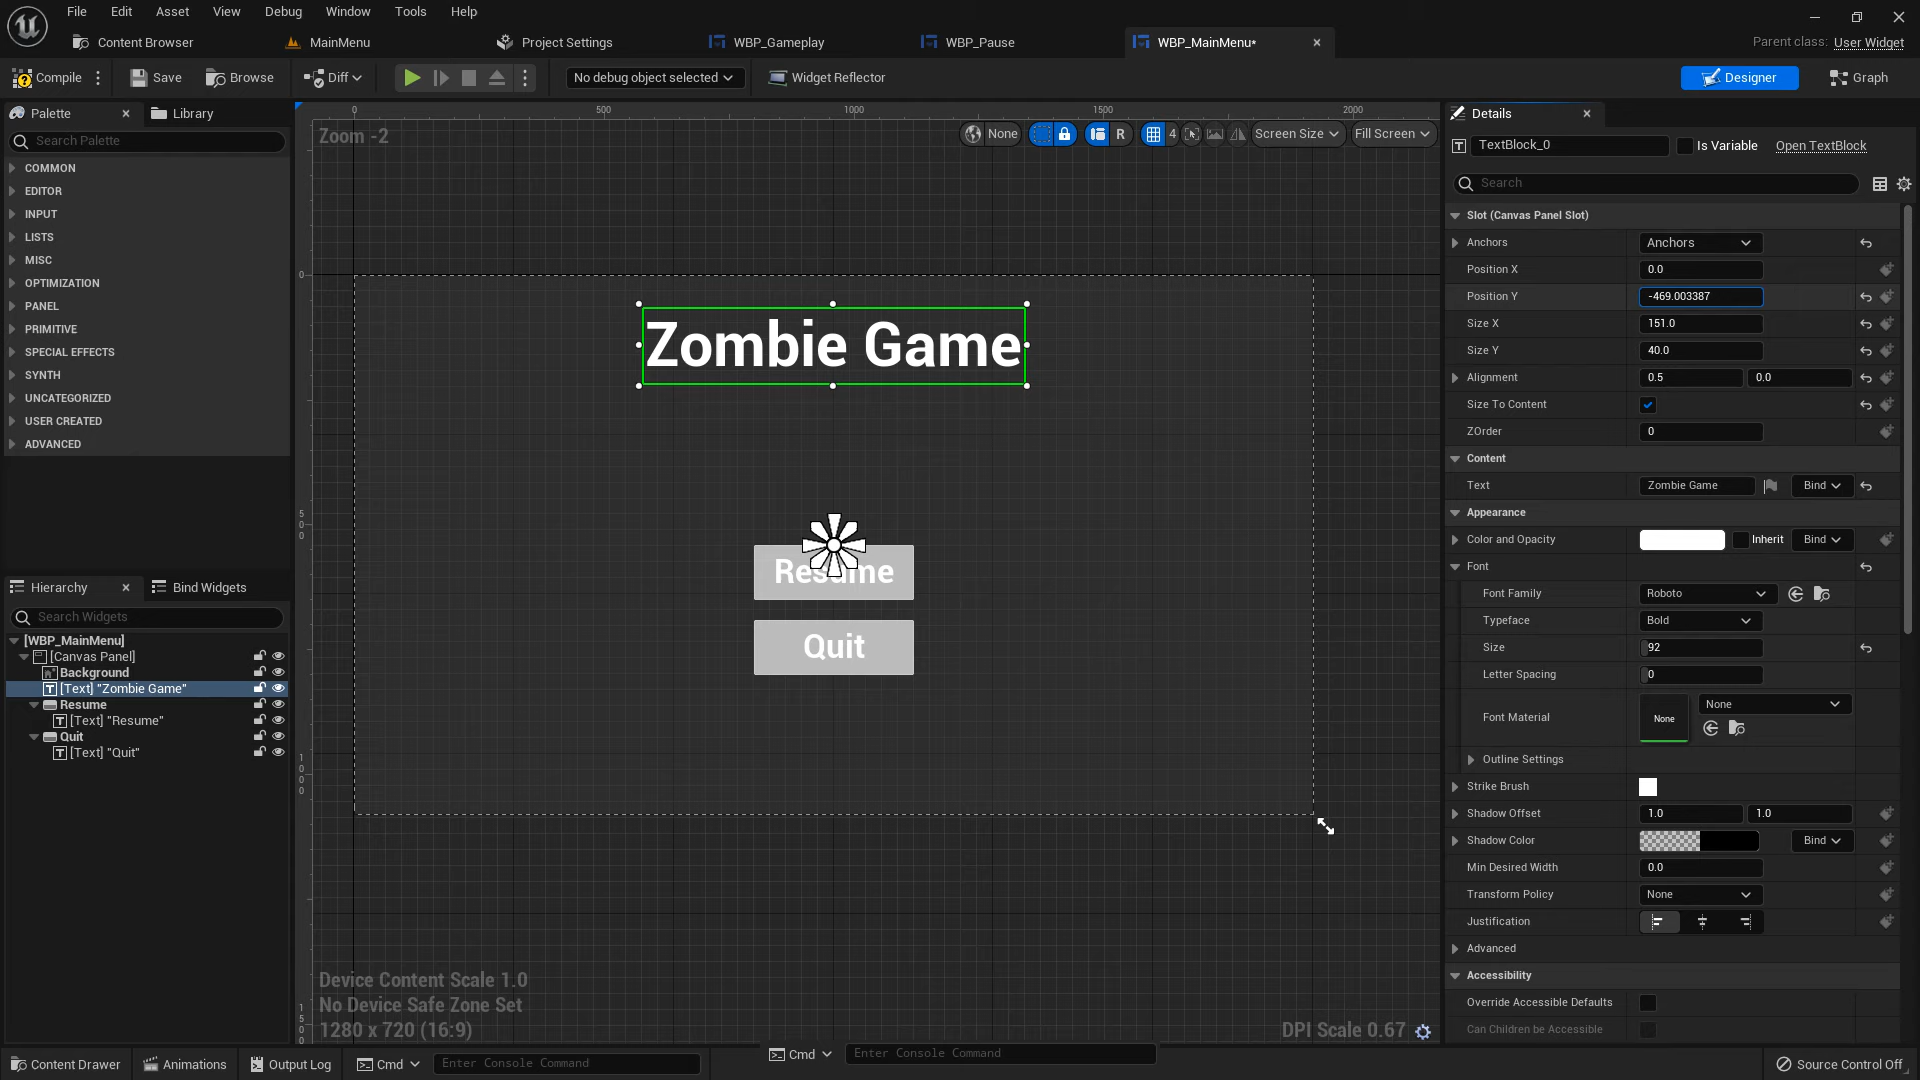 File Edit Asset View Debug Window Tools Help
Content Browser MainMenu Project Settings WBP_Gameplay WBP_Pause WBP_MainMenu* Parent class: User Widget
Compile Save Browse Diff No debug object selected Widget Reflector Designer Graph
Palette Library
Search Palette
COMMON
EDITOR
INPUT
LISTS
MISC
OPTIMIZATION
PANEL
PRIMITIVE
SPECIAL EFFECTS
SYNTH
UNCATEGORIZED
USER CREATED
ADVANCED
Hierarchy Bind Widgets
Search Widgets
[WBP_MainMenu]
[Canvas Panel]
Background
[Text] "Zombie Game"
Resume
[Text] "Resume"
Quit
[Text] "Quit"
0 500 1000 1500 2000
Zoom -2 None R 4 Screen Size Fill Screen
0
500
1000
150
Zombie Game
Resume
Quit
Device Content Scale 1.0
No Device Safe Zone Set
1280 x 720 (16:9) DPI Scale 0.67
Details
TextBlock_0 Is Variable Open TextBlock
Search
Slot (Canvas Panel Slot)
Anchors Anchors
Position X 0.0
Position Y -469.003387
Size X 151.0
Size Y 40.0
Alignment 0.5 0.0
Size To Content
ZOrder 0
Content
Text Zombie Game Bind
Appearance
Color and Opacity Inherit Bind
Font
Font Family Roboto
Typeface Bold
Size 92
Letter Spacing 0
Font Material None None
Outline Settings
Strike Brush
Shadow Offset 1.0 1.0
Shadow Color Bind
Min Desired Width 0.0
Transform Policy None
Justification
Advanced
Accessibility
Override Accessible Defaults
Can Children be Accessible
Content Drawer Animations Output Log Cmd Enter Console Command Cmd Enter Console Command Source Control Off